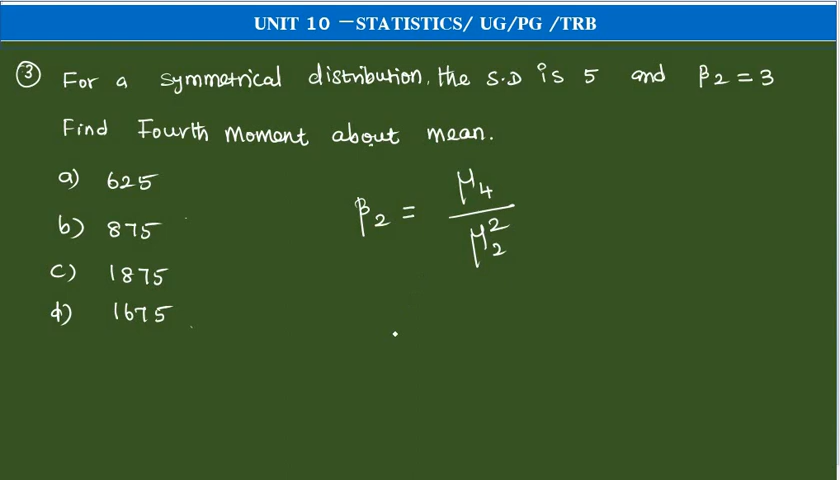 UNIT 10 – STATISTICS/ UG/PG /TRB
③ For a symmetrical distribution, the S.D is 5 and β₂ = 3
Find Fourth Moment about mean.
a) 625
b) 875
c) 1875
d) 1675
β₂ = μ₄ / μ₂²